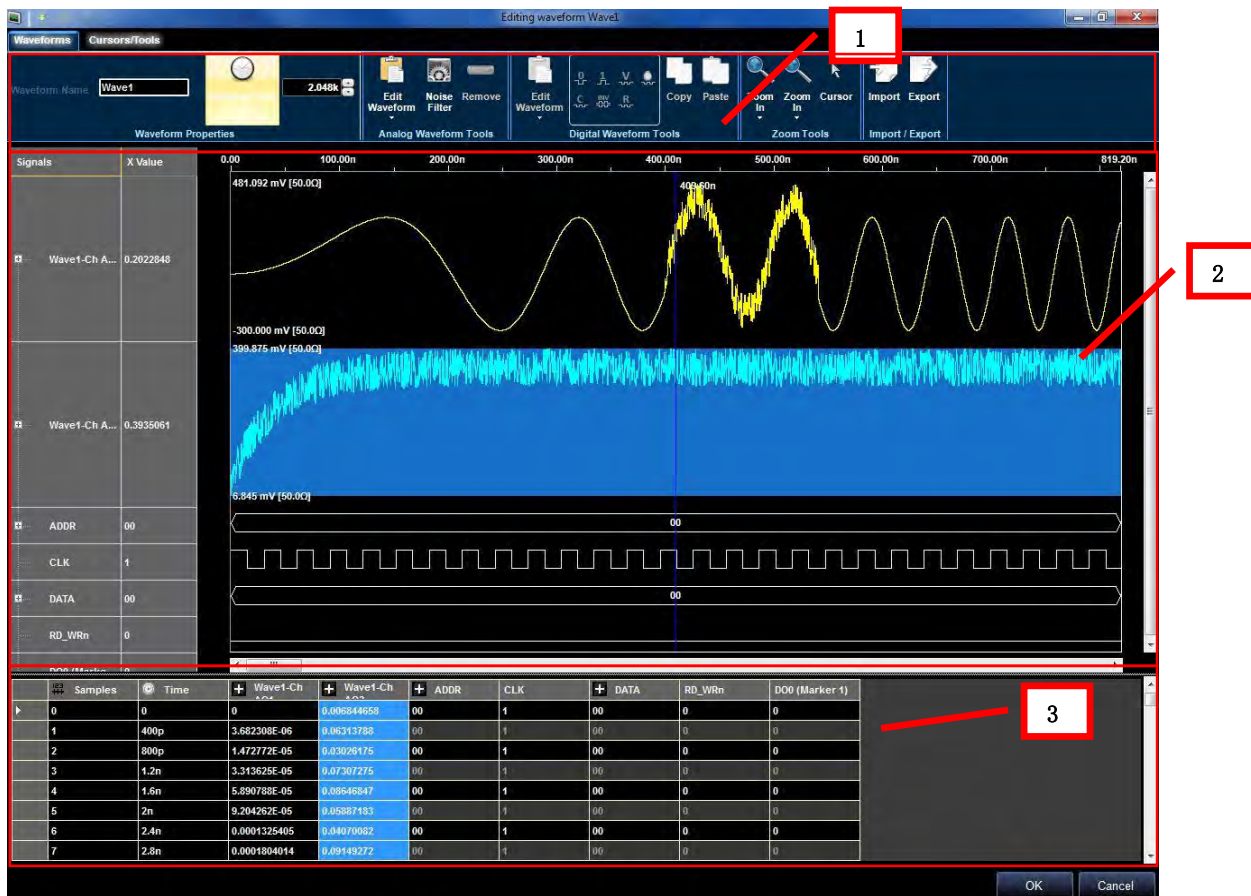 Editing waveform Wave1
1
Waveforms Cursors/Tools
Waveform Name Wave1 2.048k
Edit Waveform Noise Filter Remove
Edit Waveform
0 1 V
C INV R
Copy Paste
Zoom In Zoom In Cursor
Import Export
Waveform Properties Analog Waveform Tools Digital Waveform Tools Zoom Tools Import / Export
Signals X Value 0.00 100.00n 200.00n 300.00n 400.00n 500.00n 600.00n 700.00n 819.20n
481.092 mV [50.0Ω]
409.60n
Wave1-Ch A... 0.2022848
2
-300.000 mV [50.0Ω]
399.875 mV [50.0Ω]
Wave1-Ch A... 0.3935061
6.845 mV [50.0Ω]
ADDR 00 00
CLK 1
DATA 00 00
RD_WRn 0
DO0 (Marke... 0
Samples Time Wave1-Ch AO1 Wave1-Ch AO2 ADDR CLK DATA RD_WRn DO0 (Marker 1)
0 0 0 0.006844658 00 1 00 0 0
3
1 400p 3.682308E-06 0.06313788 00 1 00 0 0
2 800p 1.472772E-05 0.03026175 00 1 00 0 0
3 1.2n 3.313625E-05 0.07307275 00 1 00 0 0
4 1.6n 5.890788E-05 0.08646847 00 1 00 0 0
5 2n 9.204262E-05 0.05887183 00 1 00 0 0
6 2.4n 0.0001325405 0.04070082 00 1 00 0 0
7 2.8n 0.0001804014 0.09149272 00 1 00 0 0
OK Cancel